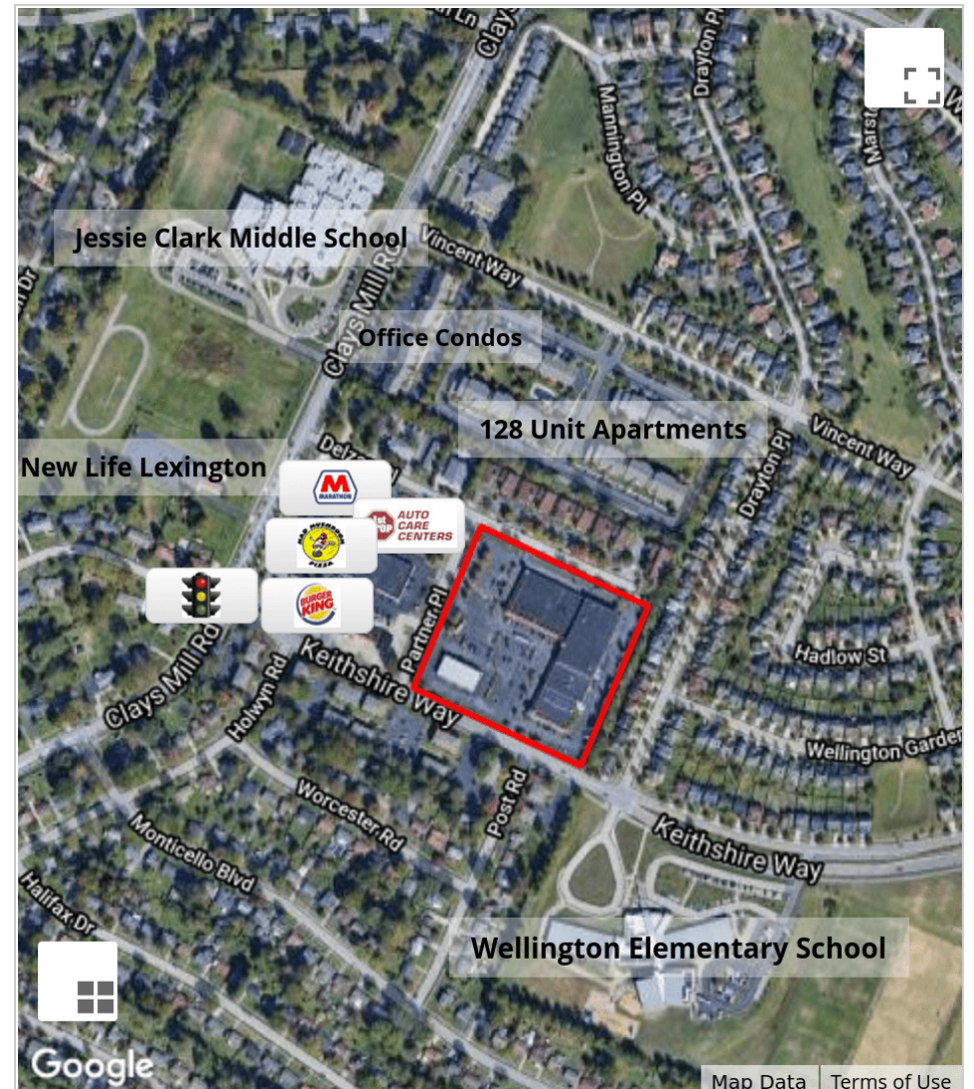 Clays
Drayton Pl
Mannington Pl
Jessie Clark Middle School
Vincent Way
Clays Mill Rd
Office Condos
128 Unit Apartments
Vincent Way
Drayton Pl
New Life Lexington
M
MARATHON
AUTO
CARE
CENTERS
MAD MUSHROOM
PIZZA
BURGER
KING
Partner Pl
Keithshire Way
Clays Mill Rd
Holwyn Rd
Hadlow St
Wellington Garden
Worcester Rd
Post Rd
Monticello Blvd
Keithshire Way
Halifax Dr
Wellington Elementary School
Google
Map Data
Terms of Use